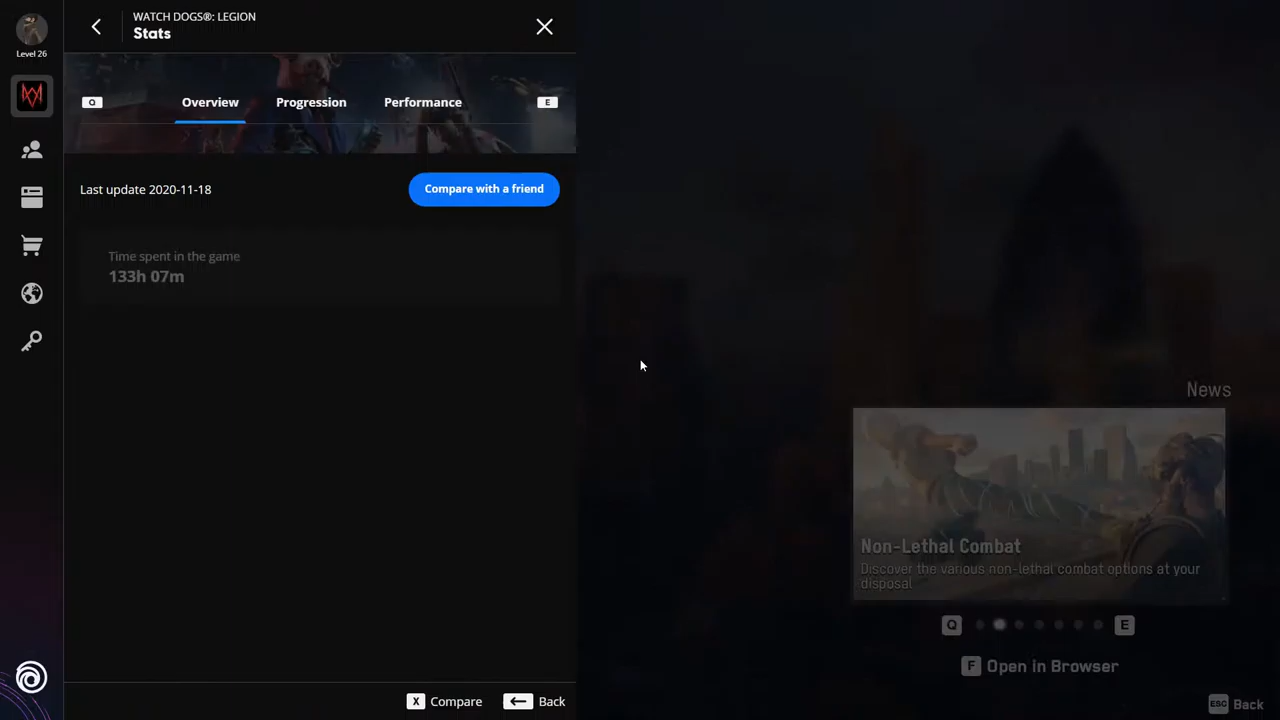 Level 26
WATCH DOGS®: LEGION
Stats
Q
Overview
Progression
Performance
E
Last update 2020-11-18
Compare with a friend
Time spent in the game
133h 07m
News
Non-Lethal Combat
Discover the various non-lethal combat options at your
disposal
Q
E
F Open in Browser
X Compare
Back
ESC Back